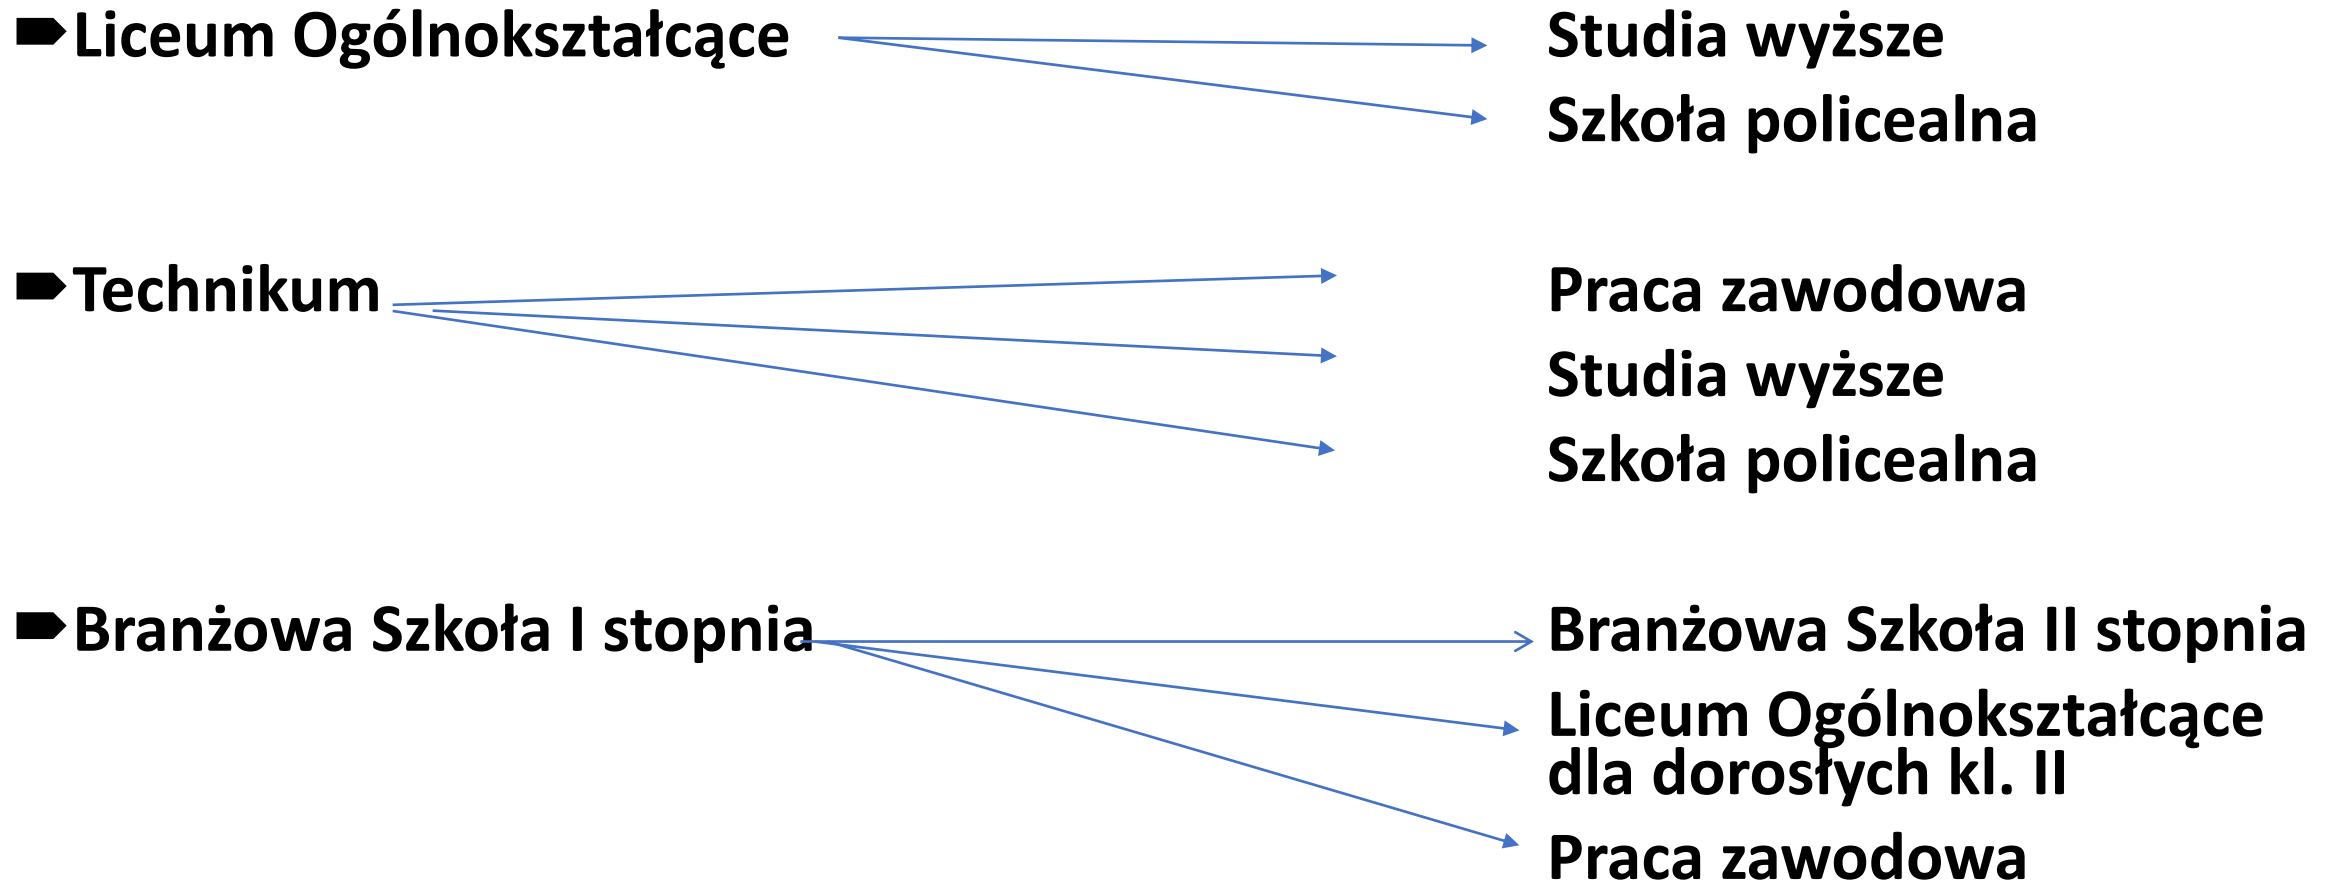 Liceum Ogólnokształcące Studia wyższe
Szkoła policealna
Technikum Praca zawodowa
Studia wyższe
Szkoła policealna
Branżowa Szkoła I stopnia Branżowa Szkoła II stopnia
Liceum Ogólnokształcące
dla dorosłych kl. II
Praca zawodowa